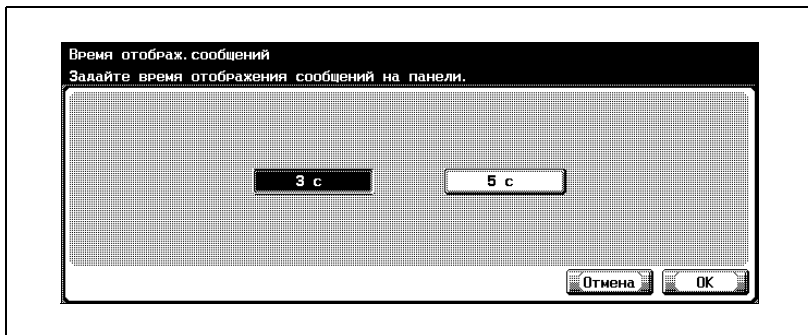 Время отображ.сообщений
Задайте время отображения сообщений на панели.
3 с
5 с
Отмена
OK